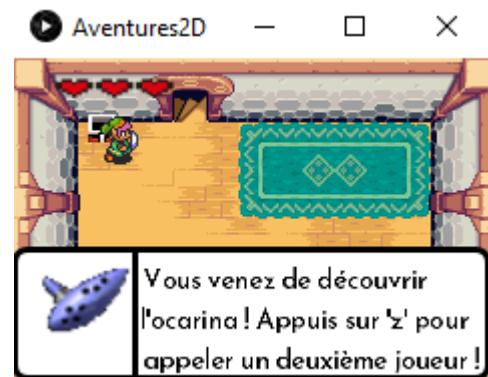 Aventures2D
Vous venez de découvrir
l'ocarina ! Appuis sur 'z' pour
appeler un deuxième joueur !